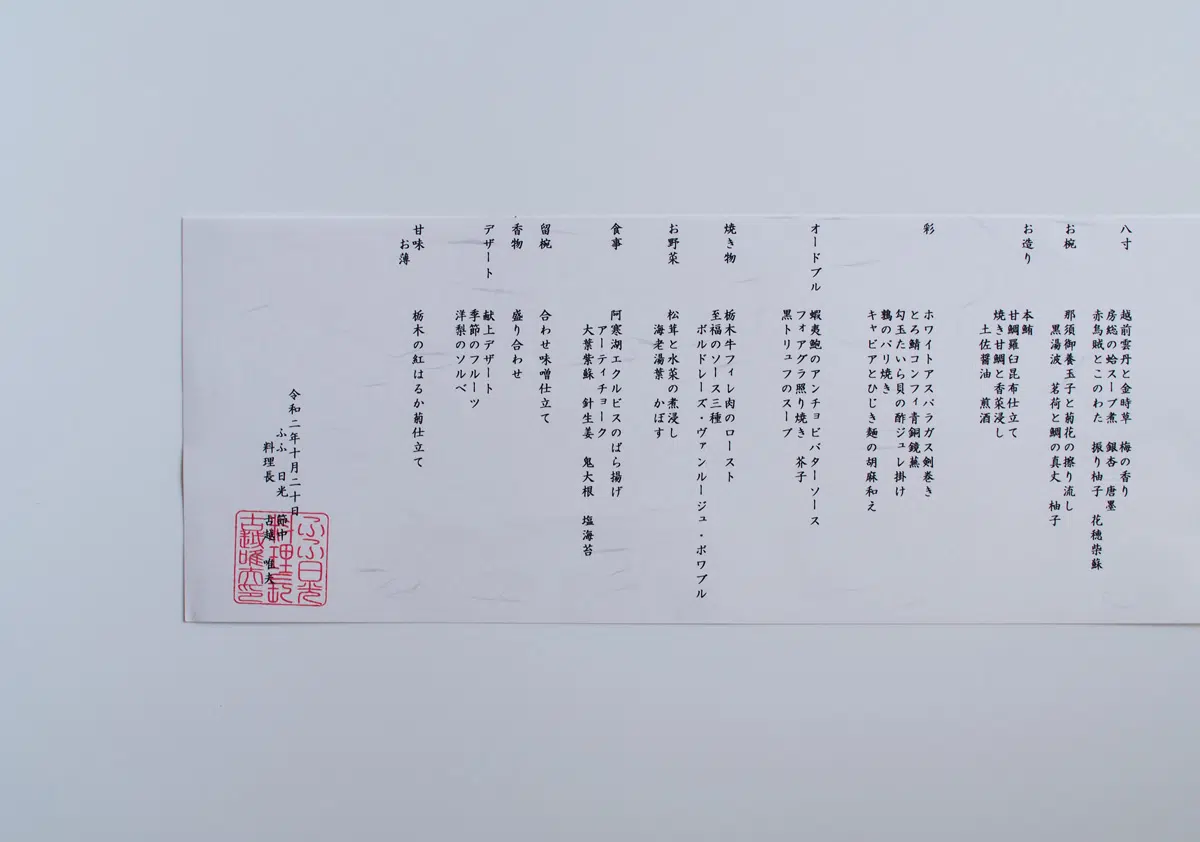 八寸
越前雲丹と金時草　梅の香り
房総の蛤スープ煮　銀杏　唐墨
赤烏賊とこのわた　振り柚子　花穂柴蘇
お椀
那須御養玉子と菊花の擦り流し
黒湯波　茗荷と鯛の真丈　柚子
お造り
本鮪
甘鯛羅臼昆布仕立て
焼き甘鯛と香菜浸し
土佐醤油　煎酒
彩
ホワイトアスパラガス剣巻き
とろ鯖コンフィ青銅鏡蕪
勾玉たいら貝の酢ジュレ掛け
鶉のパリ焼き
キャビアとひじき麺の胡麻和え
オードブル
蝦夷鮑のアンチョビバターソース
フォアグラ照り焼き　芥子
黒トリュフのスープ
焼き物
栃木牛フィレ肉のロースト
至福のソース三種
ボルドレーズ・ヴァンルージュ・ポワブル
お野菜
松茸と水菜の煮浸し
海老湯葉　かぼす
食事
阿寒湖エクルビスのばら揚げ
アーティチョーク
大葉紫蘇　針生姜　鬼大根　塩海苔
留椀
合わせ味噌仕立て
香物
盛り合わせ
デザート
献上デザート
季節のフルーツ
洋梨のソルベ
甘味
栃木の紅はるか菊仕立て
お薄
令和二年十月二十日
ふふ　日光　節中
料理長　古越　唯夫